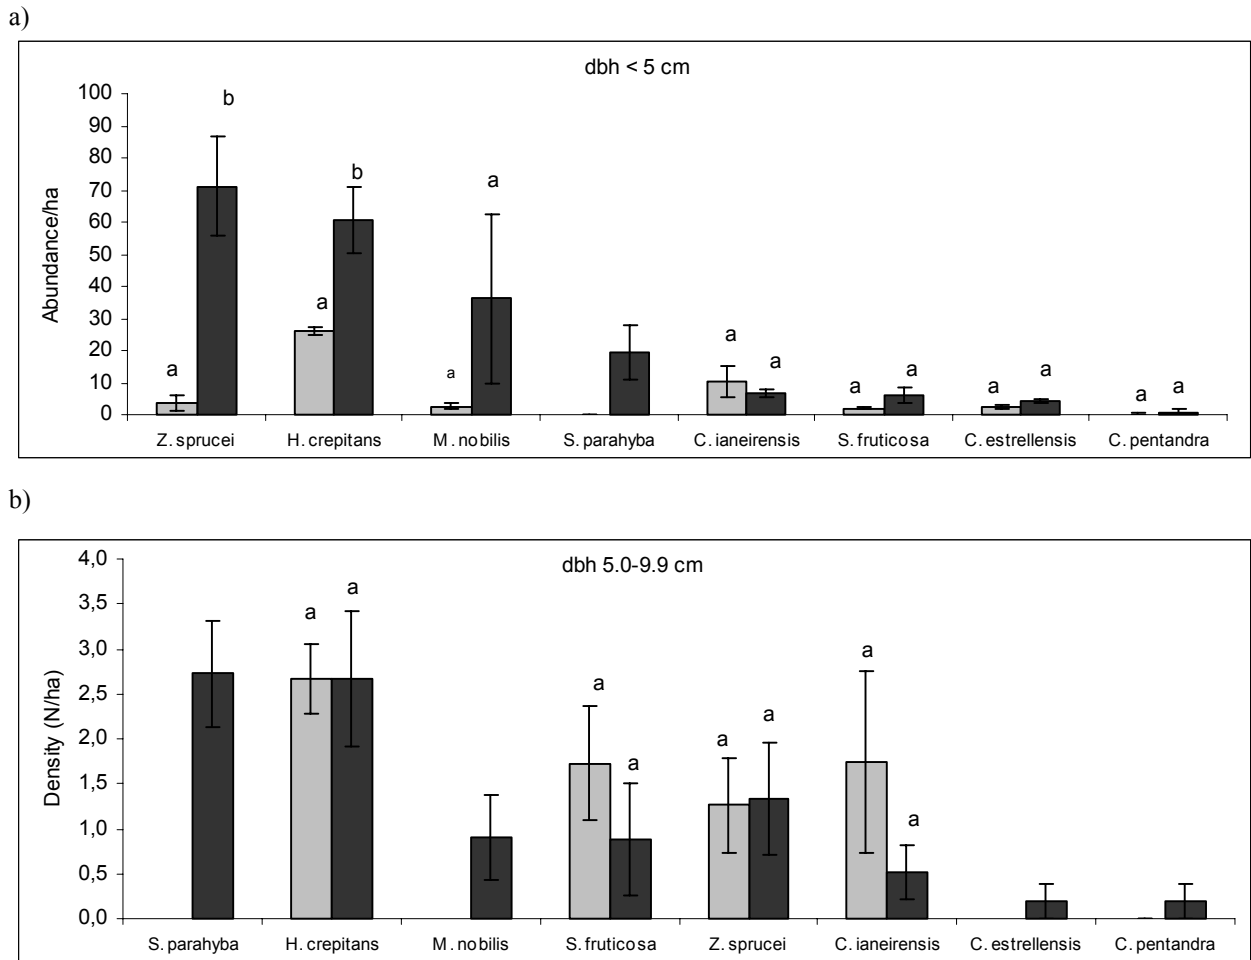 a)
dbh < 5 cm
Abundance/ha
100
90
80
70
60
50
40
30
20
10
0
a
b
a
b
a
a
a
a
a
a
a
a
a
a
Z. sprucei
H. crepitans
M. nobilis
S. parahyba
C. ianeirensis
S. fruticosa
C. estrellensis
C. pentandra
b)
dbh 5.0-9.9 cm
Density (N/ha)
4,0
3,5
3,0
2,5
2,0
1,5
1,0
0,5
0,0
a
a
a
a
a
a
a
a
S. parahyba
H. crepitans
M. nobilis
S. fruticosa
Z. sprucei
C. ianeirensis
C. estrellensis
C. pentandra